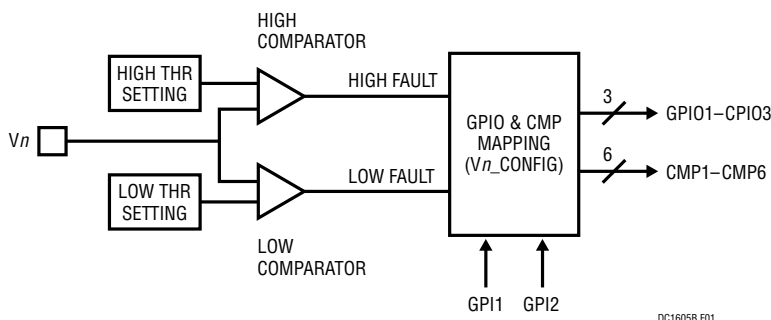 HIGH
COMPARATOR
HIGH THR
SETTING
HIGH FAULT
Vn
LOW THR
SETTING
LOW FAULT
LOW
COMPARATOR
GPIO & CMP
MAPPING
(Vn_CONFIG)
3
GPIO1–CPIO3
6
CMP1–CMP6
GPI1
GPI2
DC1605B F01